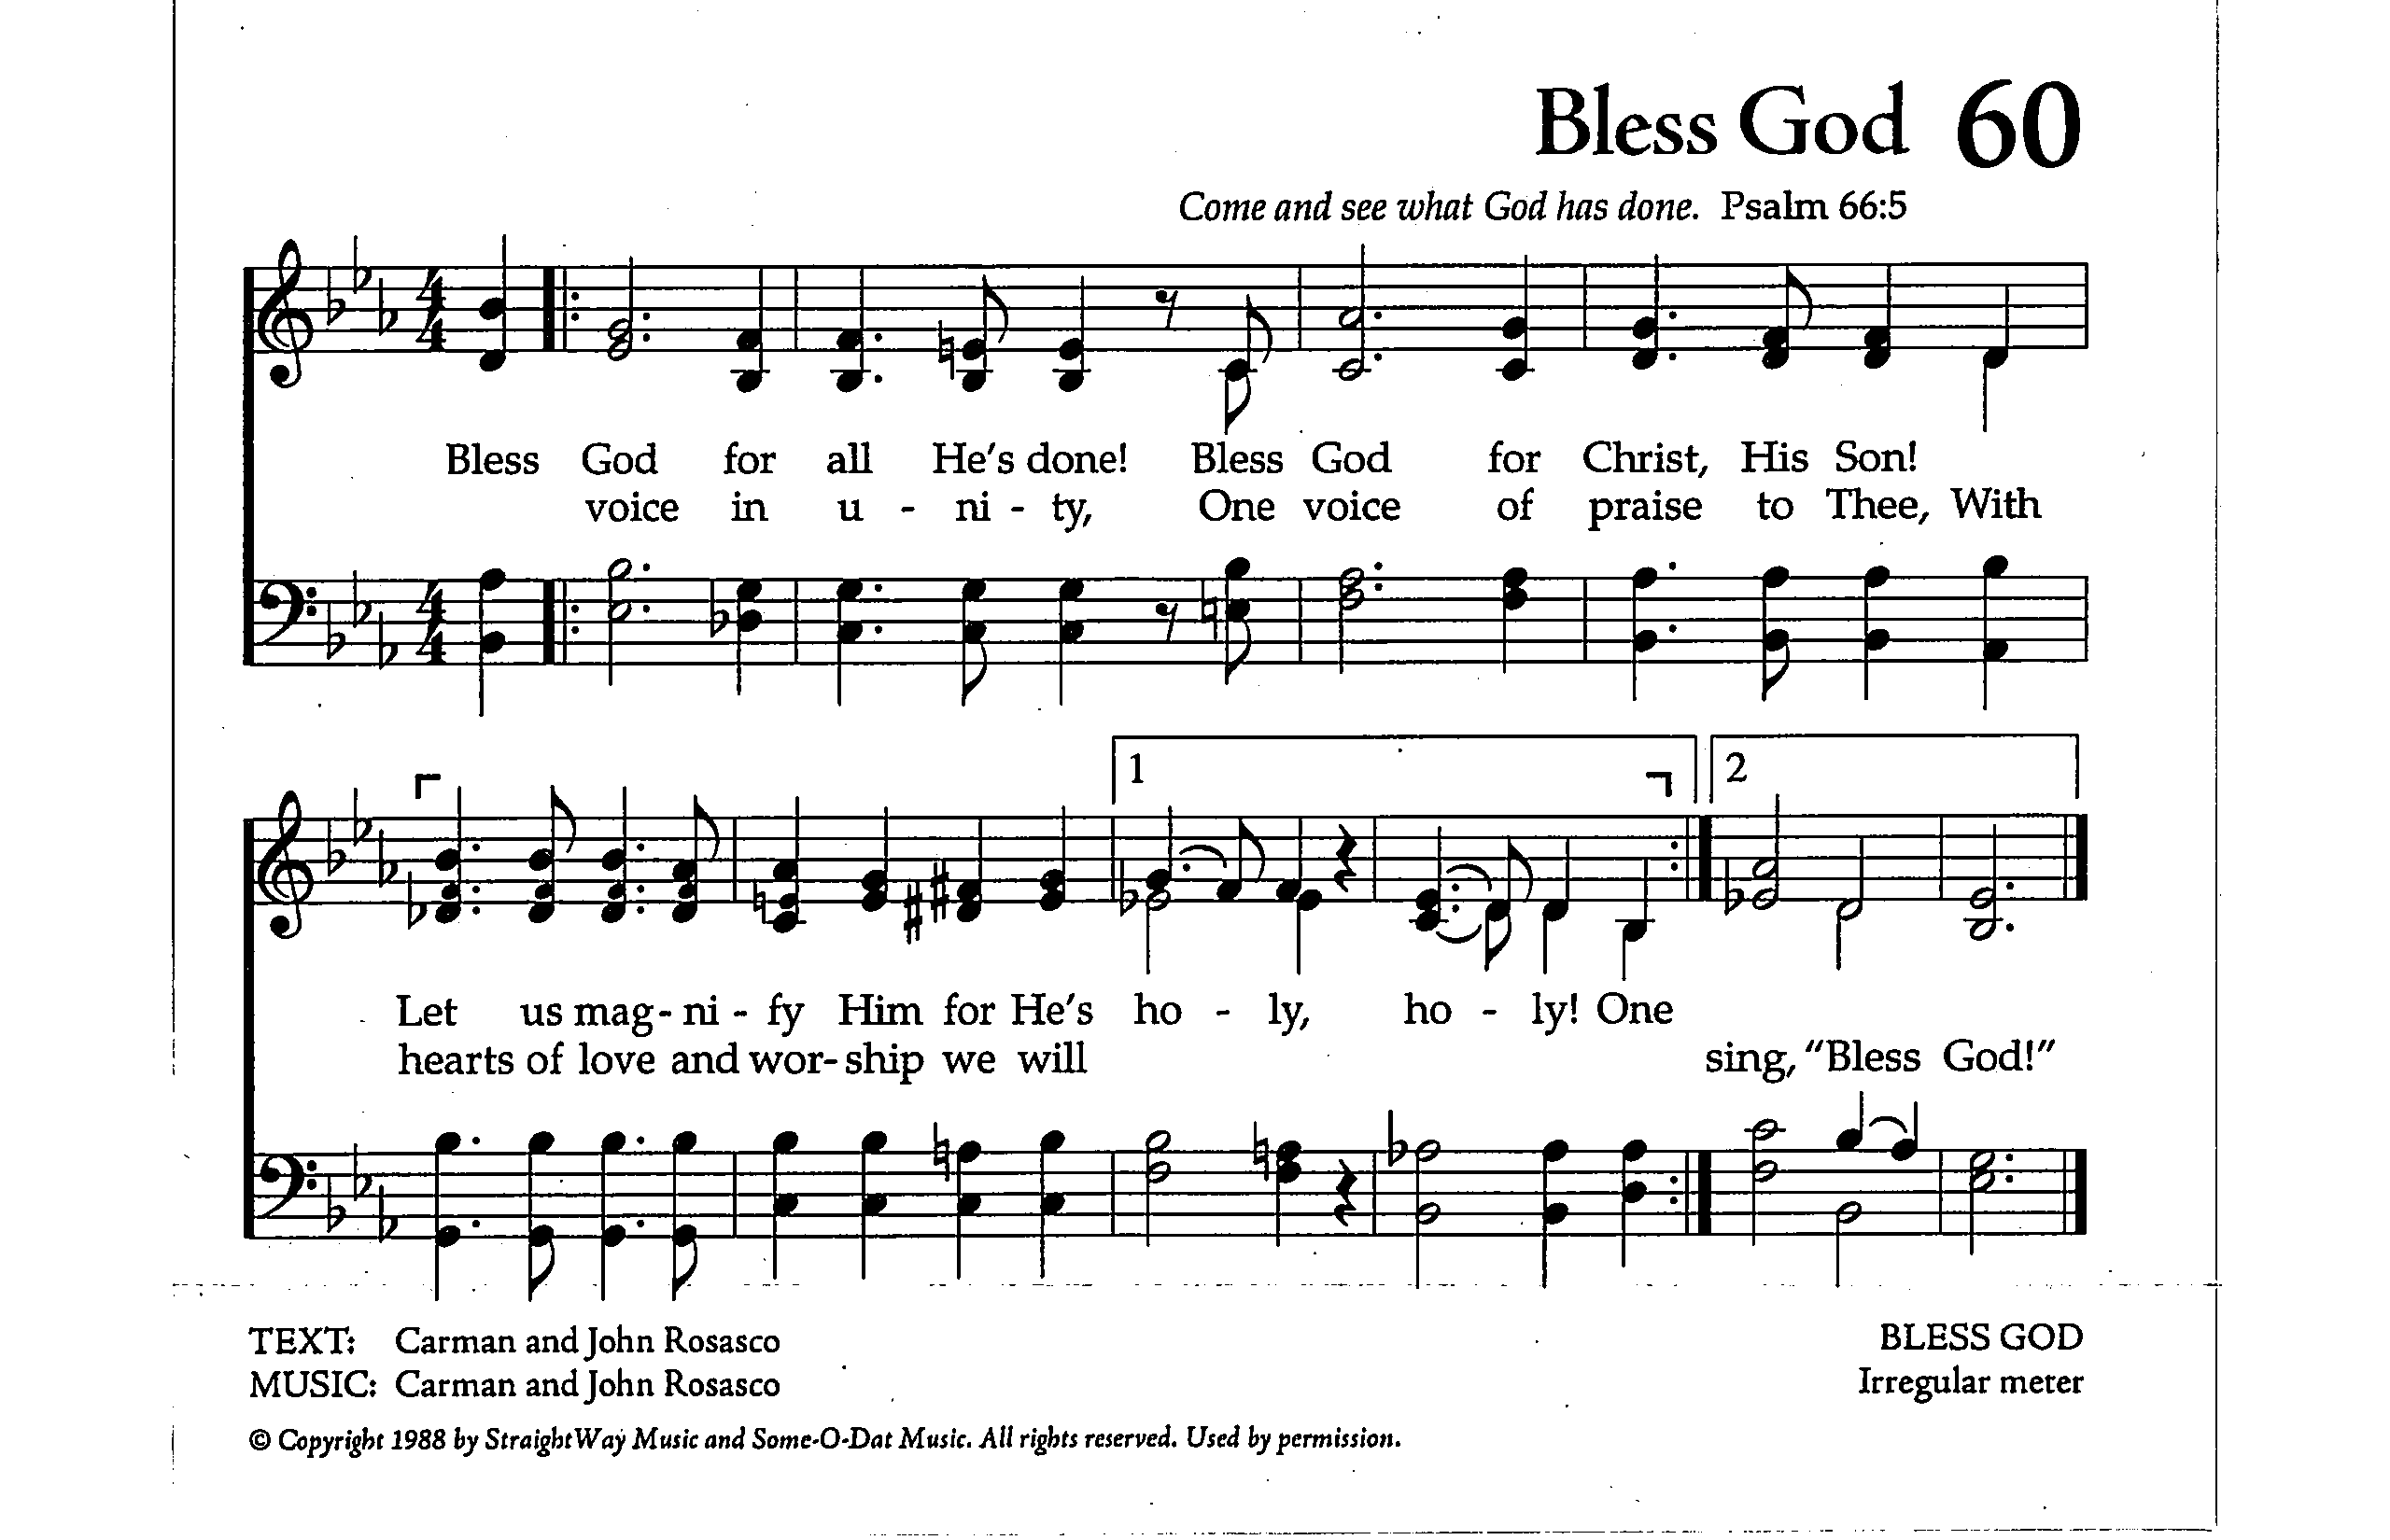 Bless God 60
Come and see what God has done. Psalm 66:5
Bless God for all He's done! Bless God for Christ, His Son!
voice in u - ni - ty, One voice of praise to Thee, With
1 2
Let us mag - ni - fy Him for He's ho - ly, ho - ly! One
hearts of love and wor - ship we will sing, "Bless God!"
TEXT: Carman and John Rosasco BLESS GOD
MUSIC: Carman and John Rosasco Irregular meter
© Copyright 1988 by StraightWay Music and Some-O-Dat Music. All rights reserved. Used by permission.